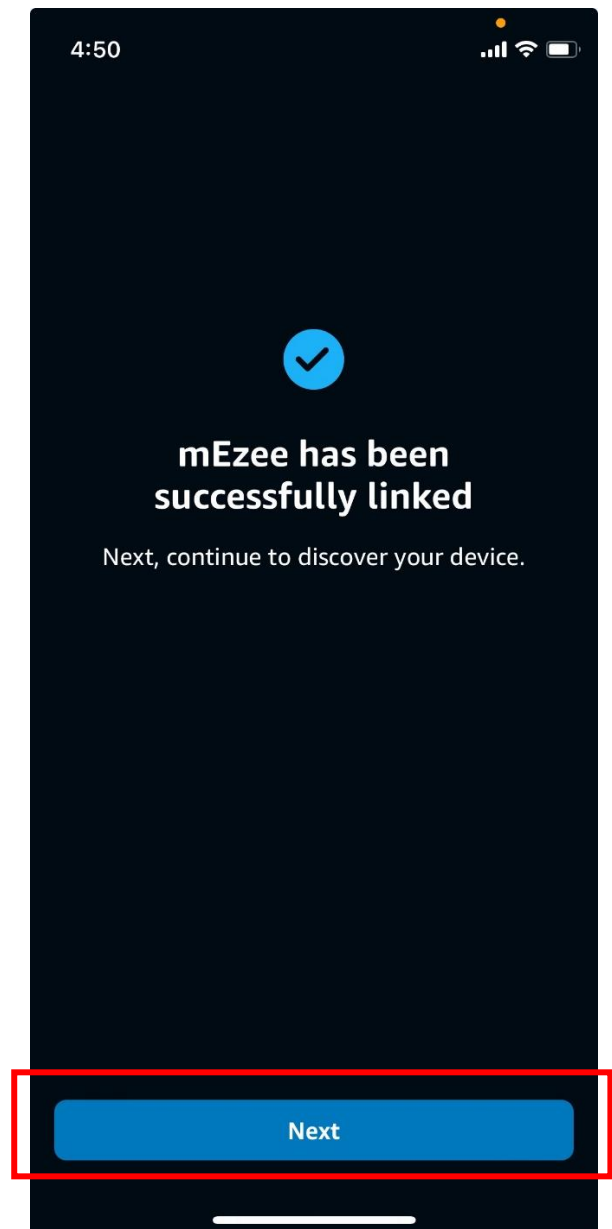 4:50
mEzee has been
successfully linked
Next, continue to discover your device.
Next